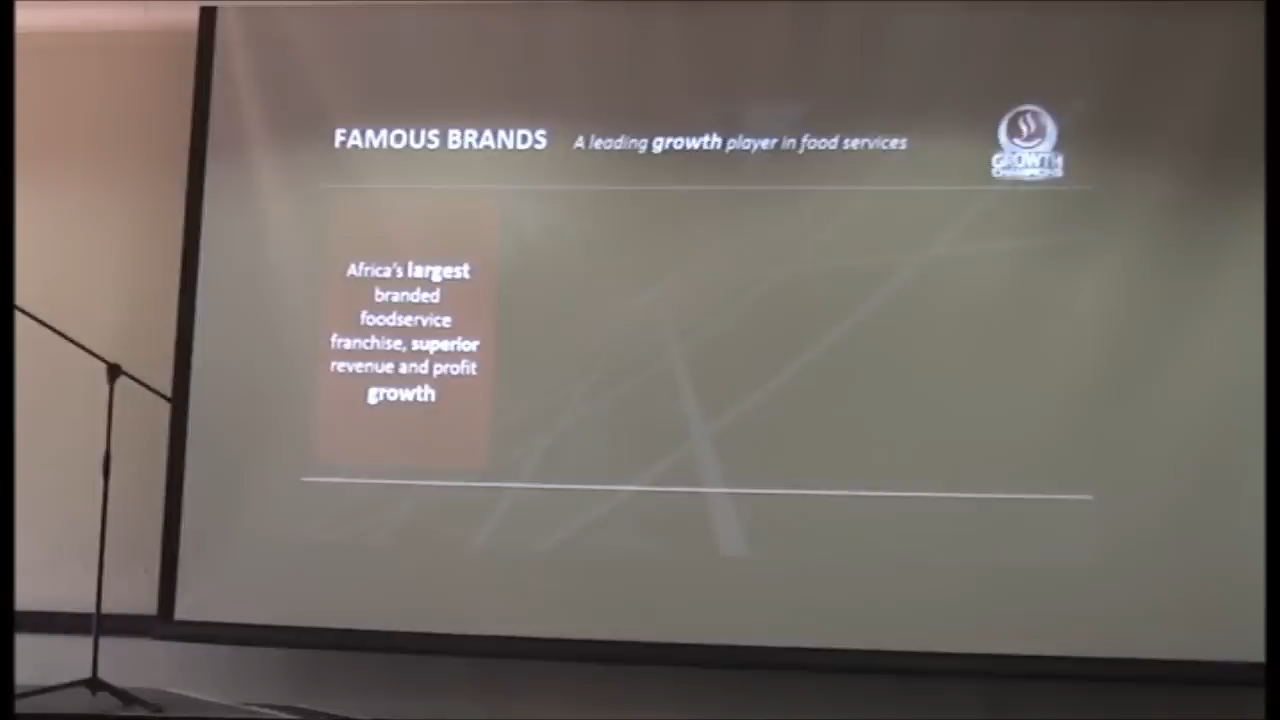 FAMOUS BRANDS A leading growth player in food services
GROWTH
CHAMPIONS
Africa's largest
branded
foodservice
franchise, superior
revenue and profit
growth